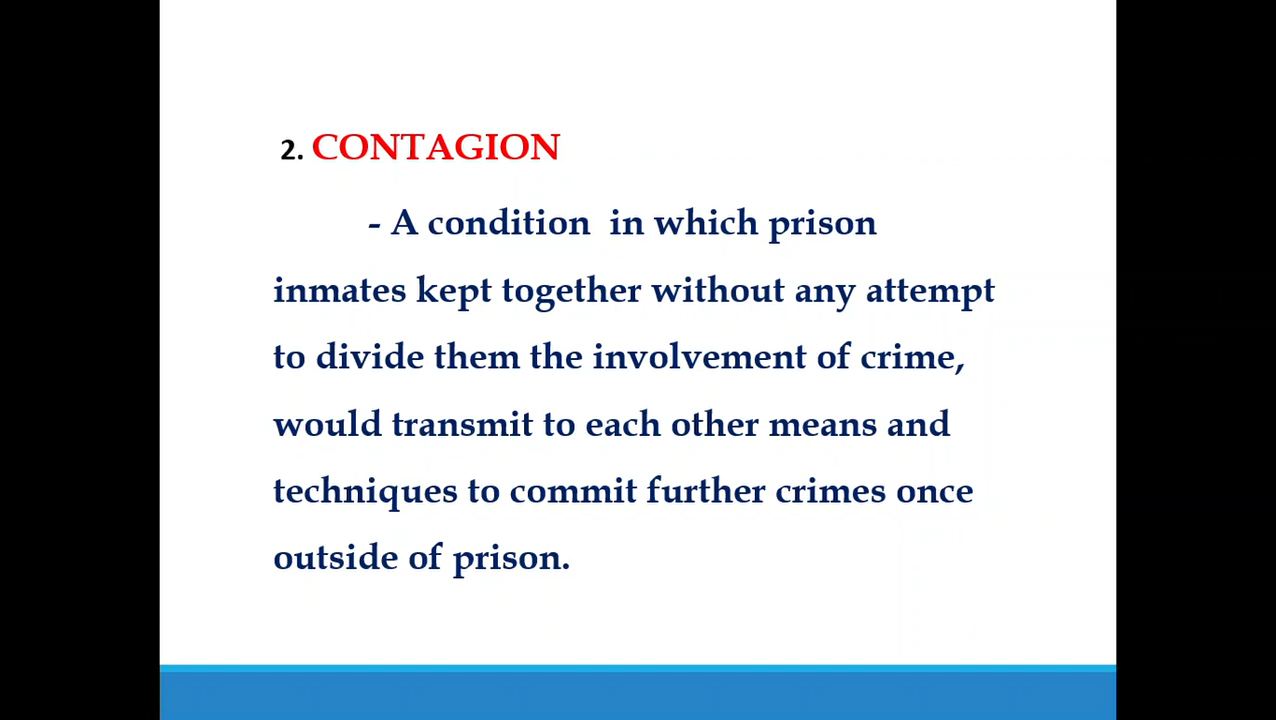 2. CONTAGION
- A condition in which prison
inmates kept together without any attempt
to divide them the involvement of crime,
would transmit to each other means and
techniques to commit further crimes once
outside of prison.